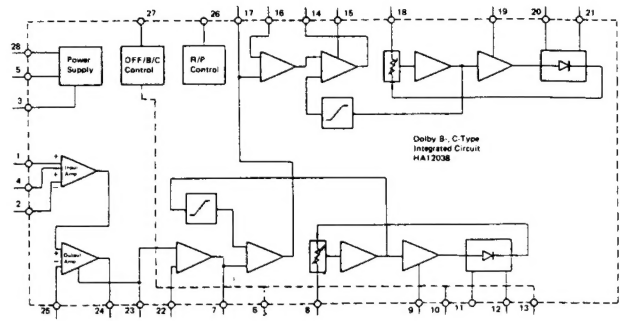 27
26
17
16
14
15
18
19
20
21
28
5
3
Power
Supply
OFF/B/C
Control
R/P
Control
Dolby B-, C-Type
Integrated Circuit
HA12038
1
4
2
+
+
−
Input
Amp
+
−
Output
Amp
25
24
23
22
7
6
8
9
10
11
12
13